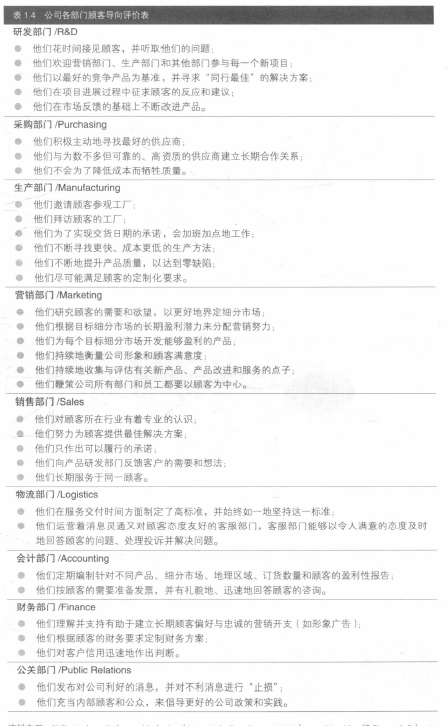 表 1.4 公司各部门顾客导向评价表
研发部门 /R&D
● 他们花时间接见顾客，并听取他们的问题；
● 他们欢迎营销部门、生产部门和其他部门参与每一个新项目；
● 他们以最好的竞争产品为基准，并寻求“同行最佳”的解决方案；
● 他们在项目进展过程中征求顾客的反应和建议；
● 他们在市场反馈的基础上不断改进产品。
采购部门 /Purchasing
● 他们积极主动地寻找最好的供应商；
● 他们与为数不多但可靠的、高资质的供应商建立长期合作关系；
● 他们不会为了降低成本而牺牲质量。
生产部门 /Manufacturing
● 他们邀请顾客参观工厂；
● 他们拜访顾客的工厂；
● 他们为了实现交货日期的承诺，会加班加点地工作；
● 他们不断寻找更快、成本更低的生产方法；
● 他们不断地提升产品质量，以达到零缺陷；
● 他们尽可能满足顾客的定制化要求。
营销部门 /Marketing
● 他们研究顾客的需要和欲望，以更好地界定细分市场；
● 他们根据目标细分市场的长期盈利潜力来分配营销努力；
● 他们为每个目标细分市场开发能够盈利的产品；
● 他们持续地衡量公司形象和顾客满意度；
● 他们持续地收集与评估有关新产品、产品改进和服务的点子；
● 他们鞭策公司所有部门和员工都要以顾客为中心。
销售部门 /Sales
● 他们对顾客所在行业有着专业的认识；
● 他们努力为顾客提供最佳解决方案；
● 他们只作出可以履行的承诺；
● 他们向产品研发部门反馈客户的需要和想法；
● 他们长期服务于同一顾客。
物流部门 /Logistics
● 他们在服务交付时间方面制定了高标准，并始终如一地坚持这一标准；
● 他们运营着消息灵通又对顾客态度友好的客服部门，客服部门能够以令人满意的态度及时
地回答顾客的问题、处理投诉并解决问题。
会计部门 /Accounting
● 他们定期编制针对不同产品、细分市场、地理区域、订货数量和顾客的盈利性报告；
● 他们按顾客的需要准备发票，并有礼貌地、迅速地回答顾客的咨询。
财务部门 /Finance
● 他们理解并支持有助于建立长期顾客偏好与忠诚的营销开支（如形象广告）；
● 他们根据顾客的财务要求定制财务方案；
● 他们对客户信用迅速地作出判断。
公关部门 /Public Relations
● 他们发布对公司利好的消息，并对不利消息进行“止损”；
● 他们充当内部顾客和公众，来倡导更好的公司政策和实践。